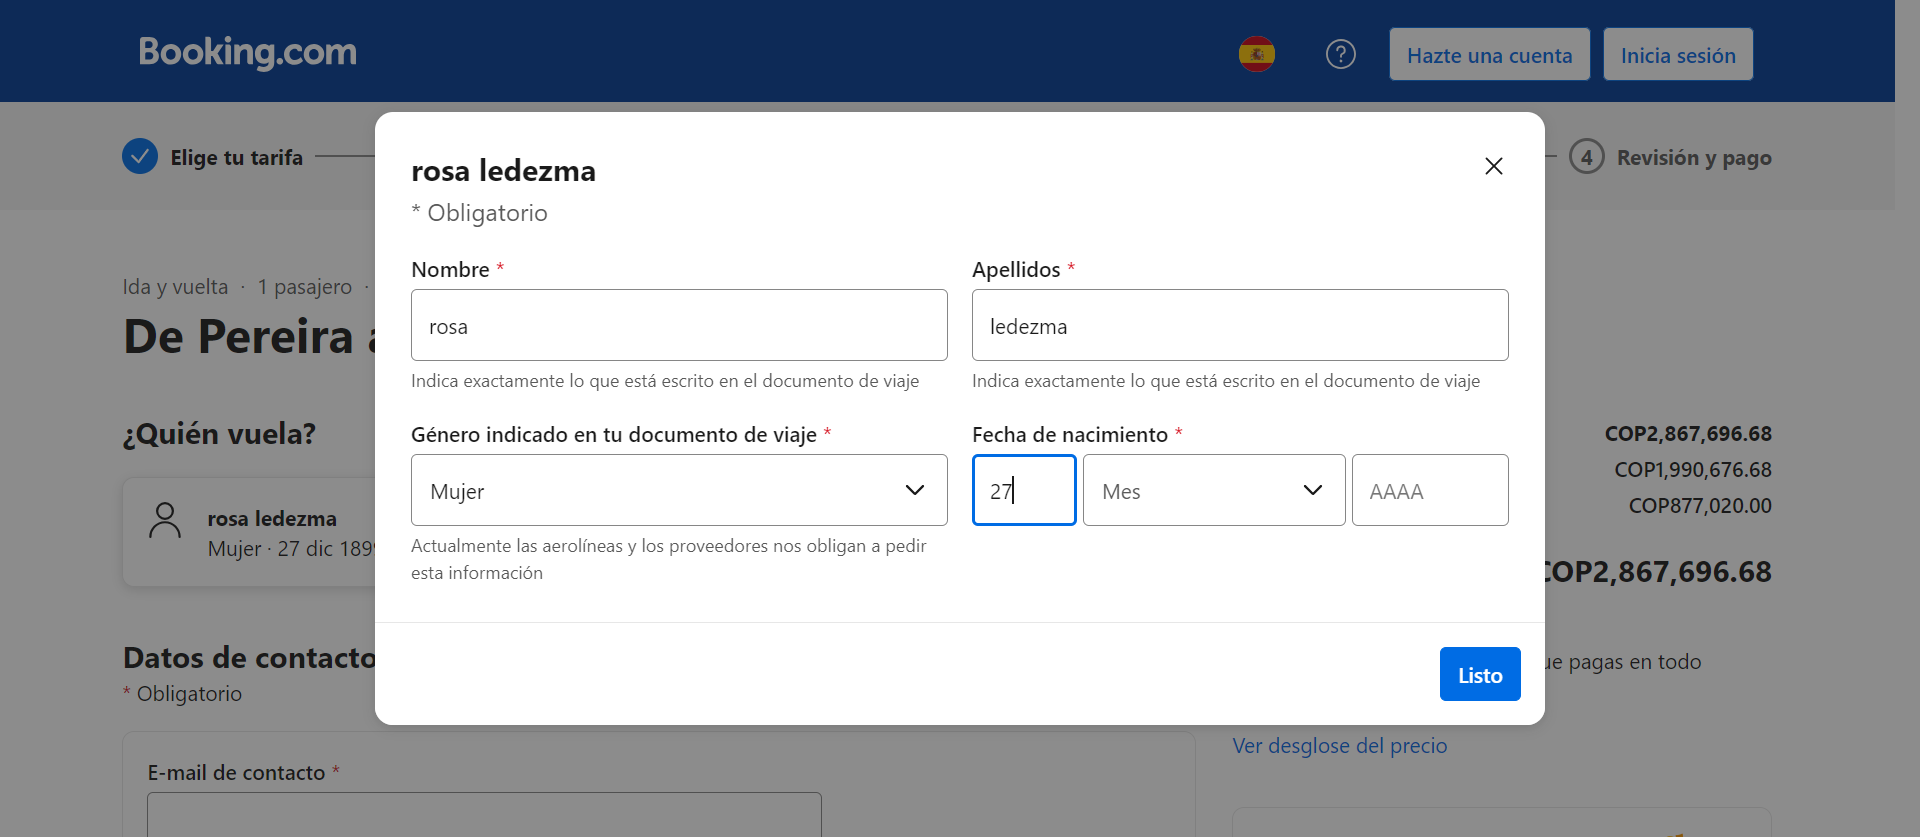 Booking.com
Hazte una cuenta
Inicia sesión
Elige tu tarifa
4 Revisión y pago
Ida y vuelta · 1 pasajero ·
De Pereira
¿Quién vuela?
rosa ledezma
Mujer · 27 dic 189
Datos de contacto
* Obligatorio
E-mail de contacto *
rosa ledezma
* Obligatorio
Nombre *
Apellidos *
rosa
ledezma
Indica exactamente lo que está escrito en el documento de viaje
Indica exactamente lo que está escrito en el documento de viaje
Género indicado en tu documento de viaje *
Fecha de nacimiento *
Mujer
27
Mes
AAAA
Actualmente las aerolíneas y los proveedores nos obligan a pedir
esta información
Listo
COP2,867,696.68
COP1,990,676.68
COP877,020.00
COP2,867,696.68
ue pagas en todo
Ver desglose del precio